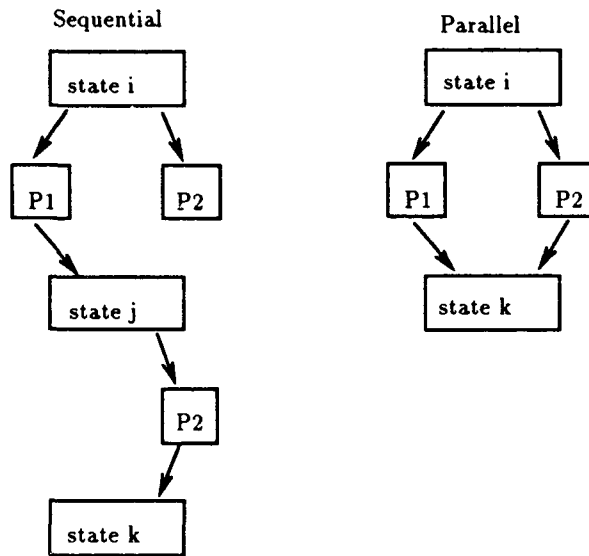 Sequential
state i
P1
P2
state j
P2
state k
Parallel
state i
P1
P2
state k